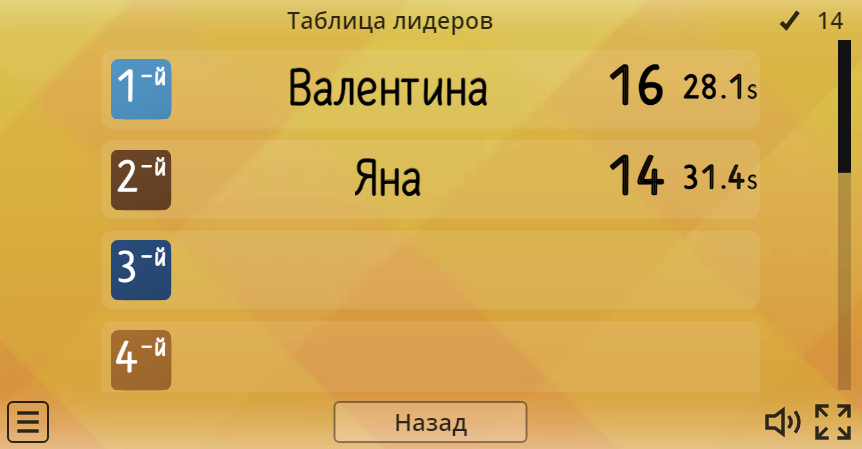 Таблица лидеров
14
1-й Валентина 16 28.1s
2-й Яна 14 31.4s
3-й
4-й
Назад